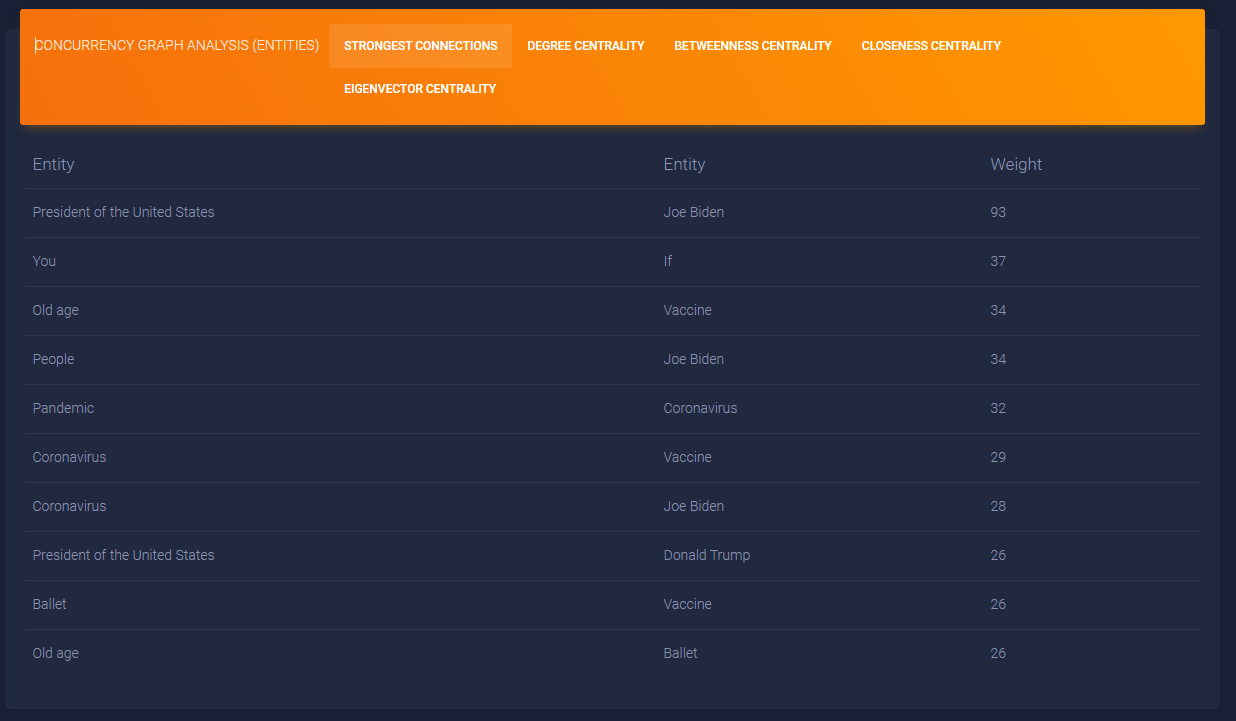 CONCURRENCY GRAPH ANALYSIS (ENTITIES) STRONGEST CONNECTIONS DEGREE CENTRALITY BETWEENNESS CENTRALITY CLOSENESS CENTRALITY
EIGENVECTOR CENTRALITY
Entity Entity Weight
President of the United States Joe Biden 93
You If 37
Old age Vaccine 34
People Joe Biden 34
Pandemic Coronavirus 32
Coronavirus Vaccine 29
Coronavirus Joe Biden 28
President of the United States Donald Trump 26
Ballet Vaccine 26
Old age Ballet 26